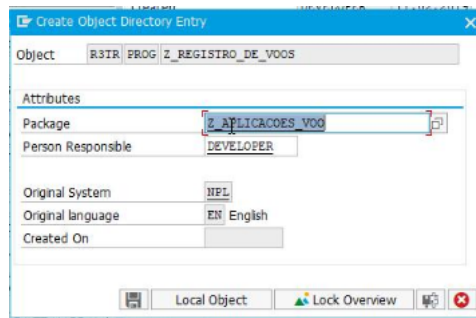 Create Object Directory Entry
Object R3TR PROG Z_REGISTRO_DE_VOOS
Attributes
Package Z_APLICACOES_VOO
Person Responsible DEVELOPER
Original System NPL
Original language EN English
Created On
Local Object Lock Overview